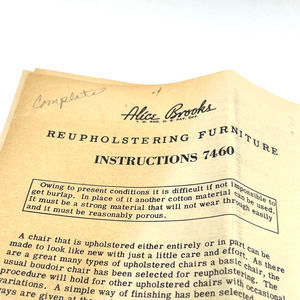 Complete
Alice Brooks
REUPHOLSTERING FURNITURE
INSTRUCTIONS 7460
Owing to present conditions it is difficult if not impossible to
get burlap. In place of it another cotton material can be used.
It must be a strong material that will not wear through easily
and it must be reasonably porous.
A chair that is upholstered either entirely or in part can be
made to look like new with just a little care and effort. As there
are a great many types of upholstered chairs a basic chair, the
usual boudoir chair has been selected for reupholstering. The
procedure will hold for other upholstered chairs with occasional
variations. A simple way of finishing has been selected
ays are given at the